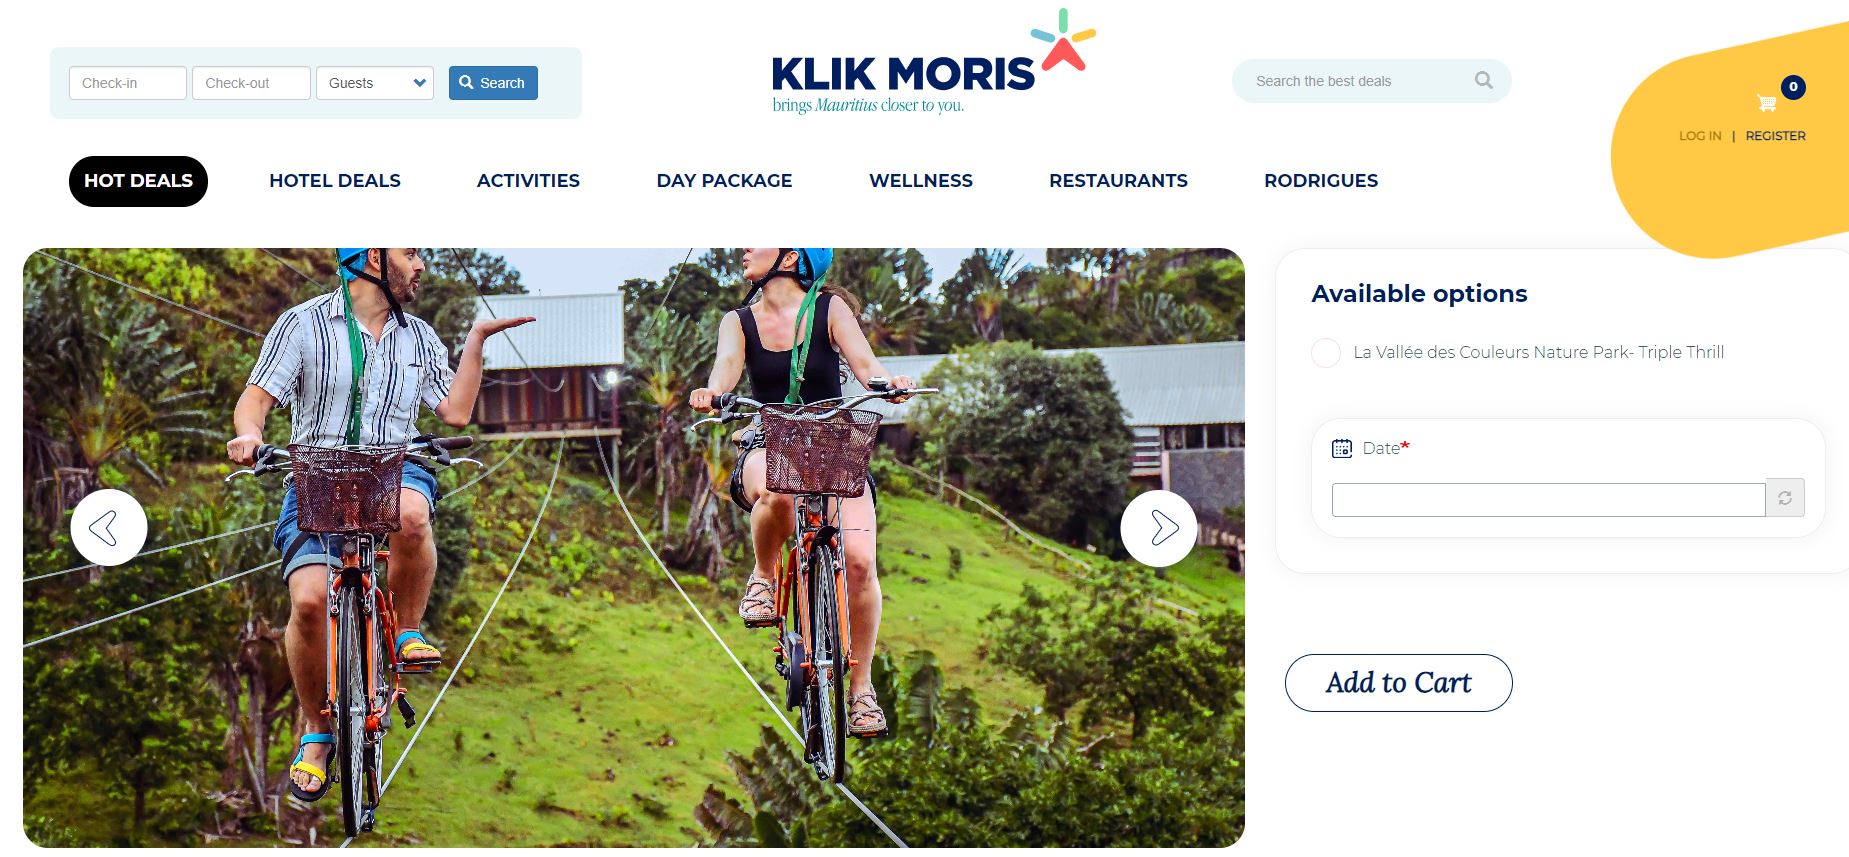 Check-in
Check-out
Guests
Search
KLIK MORIS
brings Mauritius closer to you.
Search the best deals
0
LOG IN | REGISTER
HOT DEALS
HOTEL DEALS
ACTIVITIES
DAY PACKAGE
WELLNESS
RESTAURANTS
RODRIGUES
Available options
La Vallée des Couleurs Nature Park- Triple Thrill
Date*
Add to Cart